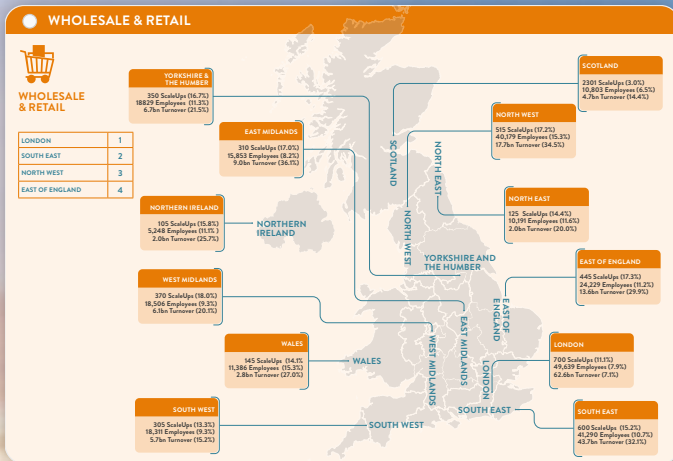 WHOLESALE & RETAIL
WHOLESALE
& RETAIL
LONDON 1
SOUTH EAST 2
NORTH WEST 3
EAST OF ENGLAND 4
YORKSHIRE &
THE HUMBER
350 ScaleUps (16.7%)
18829 Employees (11.3%)
6.7bn Turnover (21.5%)
EAST MIDLANDS
310 ScaleUps (17.0%)
15,853 Employees (8.2%)
9.0bn Turnover (36.1%)
NORTHERN IRELAND
105 ScaleUps (15.8%)
5,248 Employees (11.1%)
2.0bn Turnover (25.7%)
WEST MIDLANDS
370 ScaleUps (18.0%)
18,506 Employees (9.3%)
6.1bn Turnover (20.1%)
WALES
145 ScaleUps (14.1%
11,386 Employees (15.3%)
2.8bn Turnover (27.0%)
SOUTH WEST
305 ScaleUps (13.3%)
18,311 Employees (9.3%)
5.7bn Turnover (15.2%)
SCOTLAND
2301 ScaleUps (3.0%)
10,803 Employees (6.5%)
4.7bn Turnover (14.4%)
NORTH WEST
515 ScaleUps (17.2%)
40,179 Employees (15.3%)
17.7bn Turnover (34.5%)
NORTH EAST
125 ScaleUps (14.4%)
10,191 Employees (11.6%)
2.0bn Turnover (20.0%)
EAST OF ENGLAND
445 ScaleUps (17.3%)
24,229 Employees (11.2%)
13.6bn Turnover (29.9%)
LONDON
700 ScaleUps (11.1%)
49,639 Employees (7.9%)
62.6bn Turnover (7.1%)
SOUTH EAST
600 ScaleUps (15.2%)
41,290 Employees (10.7%)
43.7bn Turnover (32.1%)
SCOTLAND
NORTH EAST
NORTH WEST
NORTHERN
IRELAND
YORKSHIRE AND
THE HUMBER
EAST OF
ENGLAND
EAST MIDLANDS
WEST MIDLANDS
WALES
LONDON
SOUTH EAST
SOUTH WEST